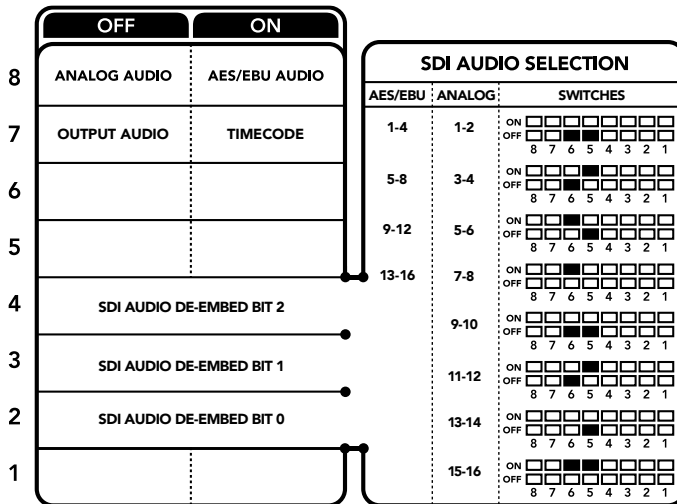 OFF ON
8 ANALOG AUDIO AES/EBU AUDIO
7 OUTPUT AUDIO TIMECODE
6
5
4 SDI AUDIO DE-EMBED BIT 2
3 SDI AUDIO DE-EMBED BIT 1
2 SDI AUDIO DE-EMBED BIT 0
1
SDI AUDIO SELECTION
AES/EBU ANALOG SWITCHES
1-4 1-2 ON
OFF
8 7 6 5 4 3 2 1
5-8 3-4 ON
OFF
8 7 6 5 4 3 2 1
9-12 5-6 ON
OFF
8 7 6 5 4 3 2 1
13-16 7-8 ON
OFF
8 7 6 5 4 3 2 1
9-10 ON
OFF
8 7 6 5 4 3 2 1
11-12 ON
OFF
8 7 6 5 4 3 2 1
13-14 ON
OFF
8 7 6 5 4 3 2 1
15-16 ON
OFF
8 7 6 5 4 3 2 1